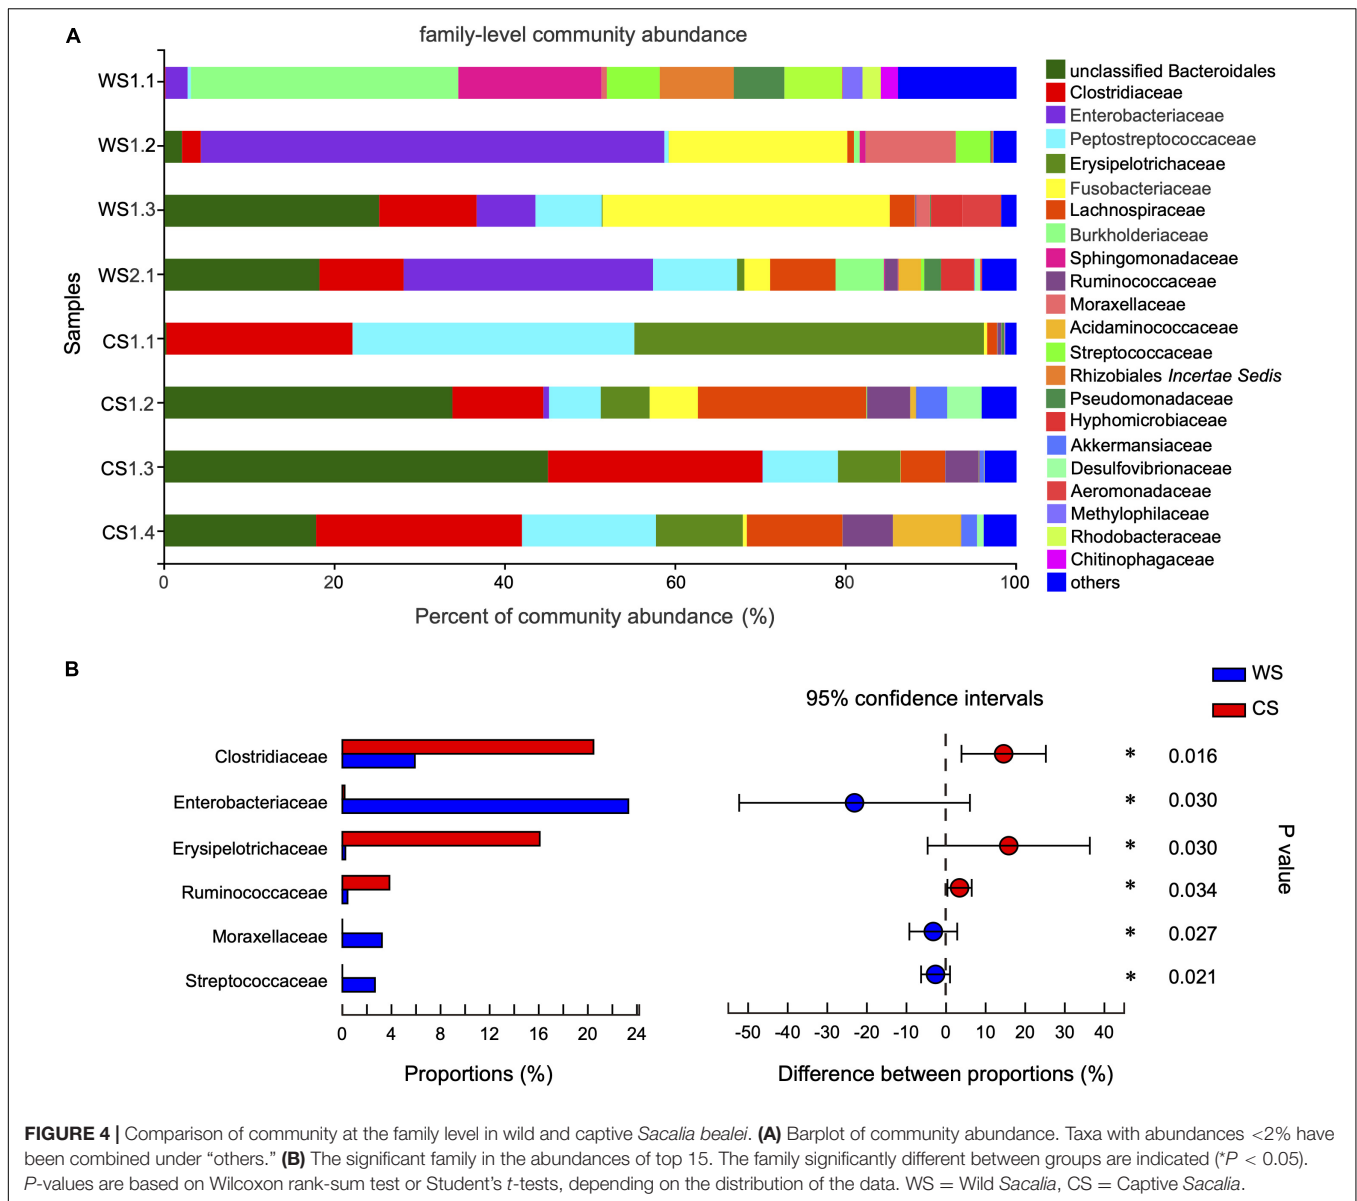 A
family-level community abundance
WS1.1
WS1.2
WS1.3
WS2.1
CS1.1
CS1.2
CS1.3
CS1.4
Samples
0 20 40 60 80 100
Percent of community abundance (%)
unclassified Bacteroidales
Clostridiaceae
Enterobacteriaceae
Peptostreptococcaceae
Erysipelotrichaceae
Fusobacteriaceae
Lachnospiraceae
Burkholderiaceae
Sphingomonadaceae
Ruminococcaceae
Moraxellaceae
Acidaminococcaceae
Streptococcaceae
Rhizobiales Incertae Sedis
Pseudomonadaceae
Hyphomicrobiaceae
Akkermansiaceae
Desulfovibrionaceae
Aeromonadaceae
Methylophilaceae
Rhodobacteraceae
Chitinophagaceae
others
B
WS
CS
95% confidence intervals
Clostridiaceae * 0.016
Enterobacteriaceae * 0.030
Erysipelotrichaceae * 0.030
Ruminococcaceae * 0.034
Moraxellaceae * 0.027
Streptococcaceae * 0.021
P value
0 4 8 12 16 20 24
Proportions (%)
-50 -40 -30 -20 -10 0 10 20 30 40
Difference between proportions (%)
FIGURE 4 | Comparison of community at the family level in wild and captive Sacalia bealei. (A) Barplot of community abundance. Taxa with abundances <2% have
been combined under “others.” (B) The significant family in the abundances of top 15. The family significantly different between groups are indicated (*P < 0.05).
P-values are based on Wilcoxon rank-sum test or Student’s t-tests, depending on the distribution of the data. WS = Wild Sacalia, CS = Captive Sacalia.